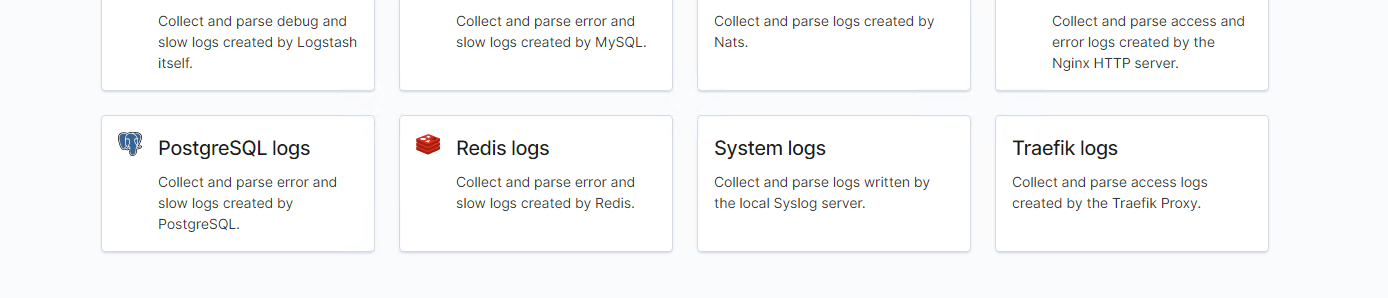 Collect and parse debug and
slow logs created by Logstash
itself.
Collect and parse error and
slow logs created by MySQL.
Collect and parse logs created by
Nats.
Collect and parse access and
error logs created by the
Nginx HTTP server.
PostgreSQL logs
Collect and parse error and
slow logs created by
PostgreSQL.
Redis logs
Collect and parse error and
slow logs created by Redis.
System logs
Collect and parse logs written by
the local Syslog server.
Traefik logs
Collect and parse access logs
created by the Traefik Proxy.